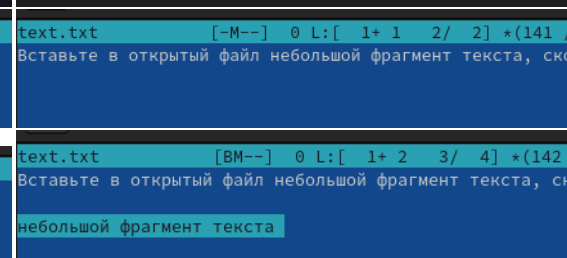 text.txt [-M--] 0 L:[ 1+ 1 2/ 2] *(141 /
Вставьте в открытый файл небольшой фрагмент текста,
text.txt [BM--] 0 L:[ 1+ 2 3/ 4] *(142
Вставьте в открытый файл небольшой фрагмент текста,
небольшой фрагмент текста